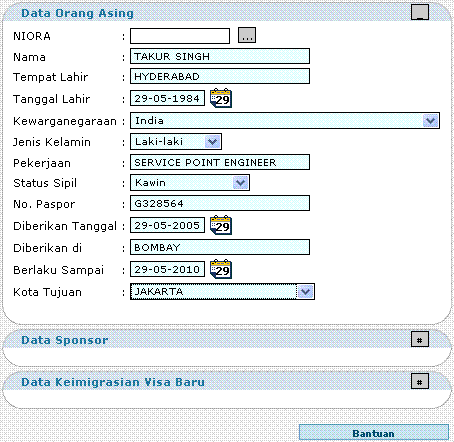 Data Orang Asing _
NIORA : ...
Nama : TAKUR SINGH
Tempat Lahir : HYDERABAD
Tanggal Lahir : 29-05-1984 29
Kewarganegaraan : India
Jenis Kelamin : Laki-laki
Pekerjaan : SERVICE POINT ENGINEER
Status Sipil : Kawin
No. Paspor : G328564
Diberikan Tanggal : 29-05-2005 29
Diberikan di : BOMBAY
Berlaku Sampai : 29-05-2010 29
Kota Tujuan : JAKARTA
Data Sponsor #
Data Keimigrasian Visa Baru #
Bantuan